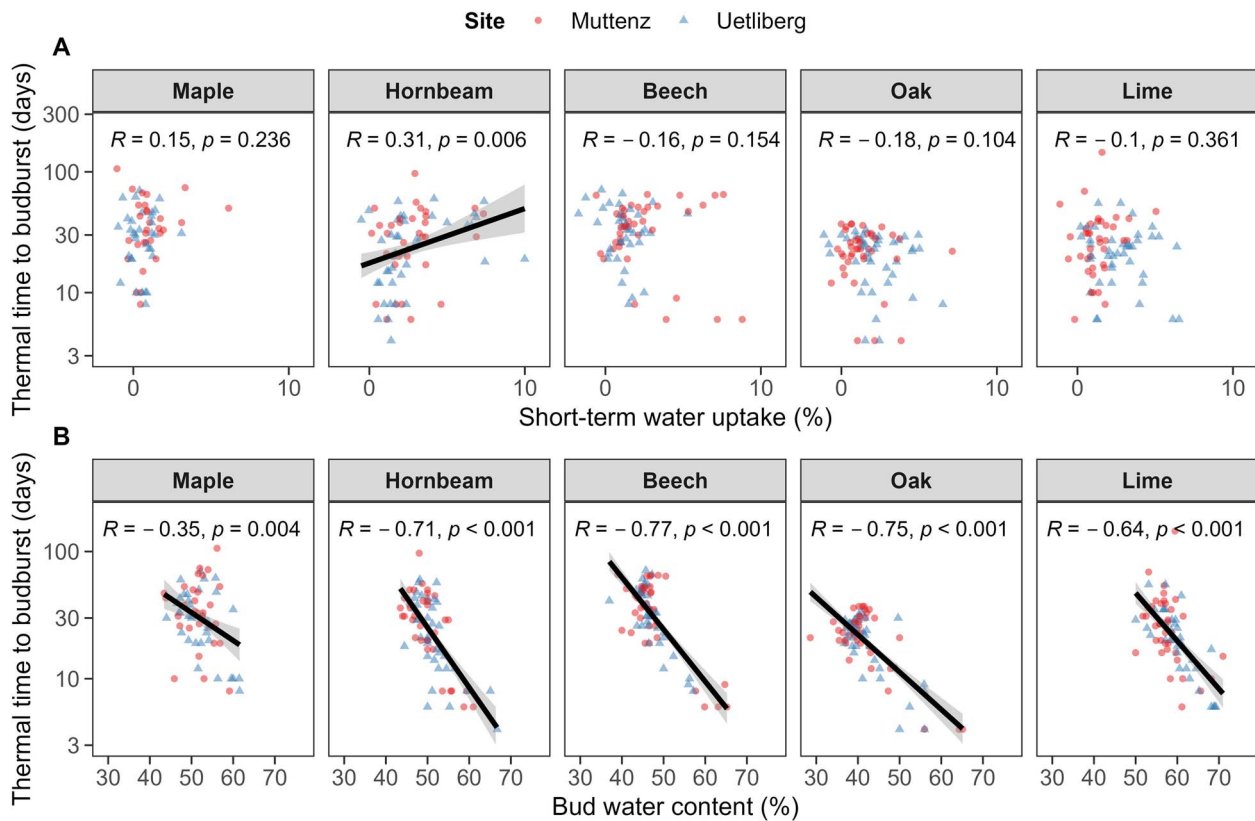 Site Muttenz Uetliberg
A
Maple Hornbeam Beech Oak Lime
R = 0.15, p = 0.236 R = 0.31, p = 0.006 R = − 0.16, p = 0.154 R = − 0.18, p = 0.104 R = − 0.1, p = 0.361
Thermal time to budburst (days)
300
100
30
10
3
0 10 0 10 0 10 0 10 0 10
Short-term water uptake (%)
B
Maple Hornbeam Beech Oak Lime
R = − 0.35, p = 0.004 R = − 0.71, p < 0.001 R = − 0.77, p < 0.001 R = − 0.75, p < 0.001 R = − 0.64, p < 0.001
Thermal time to budburst (days)
100
30
10
3
30 40 50 60 70 30 40 50 60 70 30 40 50 60 70 30 40 50 60 70 30 40 50 60 70
Bud water content (%)